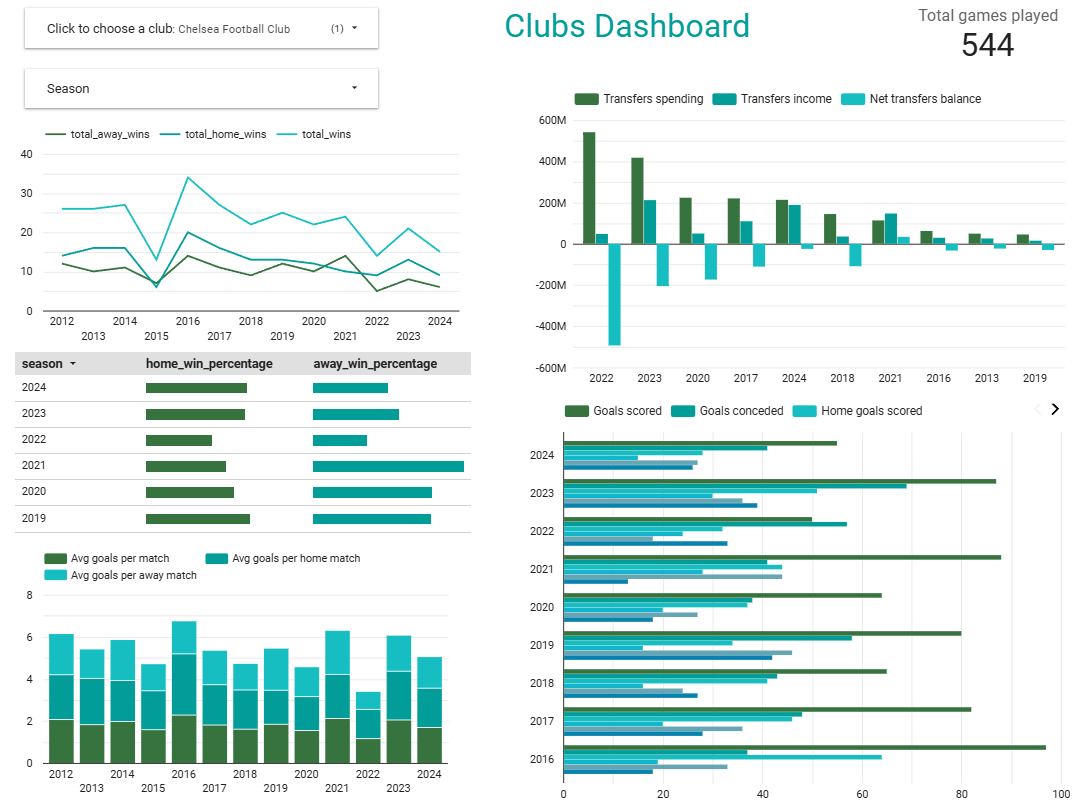 Click to choose a club: Chelsea Football Club (1)
Season
Clubs Dashboard
Total games played
544
total_away_wins total_home_wins total_wins
40
30
20
10
0
2012 2014 2016 2018 2020 2022 2024
2013 2015 2017 2019 2021 2023
season home_win_percentage away_win_percentage
2024
2023
2022
2021
2020
2019
Avg goals per match Avg goals per home match
Avg goals per away match
8
6
4
2
0
2012 2014 2016 2018 2020 2022 2024
2013 2015 2017 2019 2021 2023
Transfers spending Transfers income Net transfers balance
600M
400M
200M
0
-200M
-400M
-600M
2022 2023 2020 2017 2024 2018 2021 2016 2013 2019
Goals scored Goals conceded Home goals scored
2024
2023
2022
2021
2020
2019
2018
2017
2016
0 20 40 60 80 100